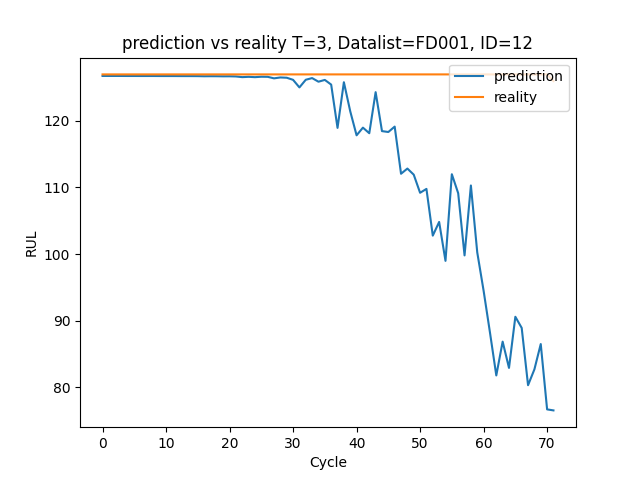 prediction vs reality T=3, Datalist=FD001, ID=12
prediction
reality
RUL
120
110
100
90
80
0 10 20 30 40 50 60 70
Cycle